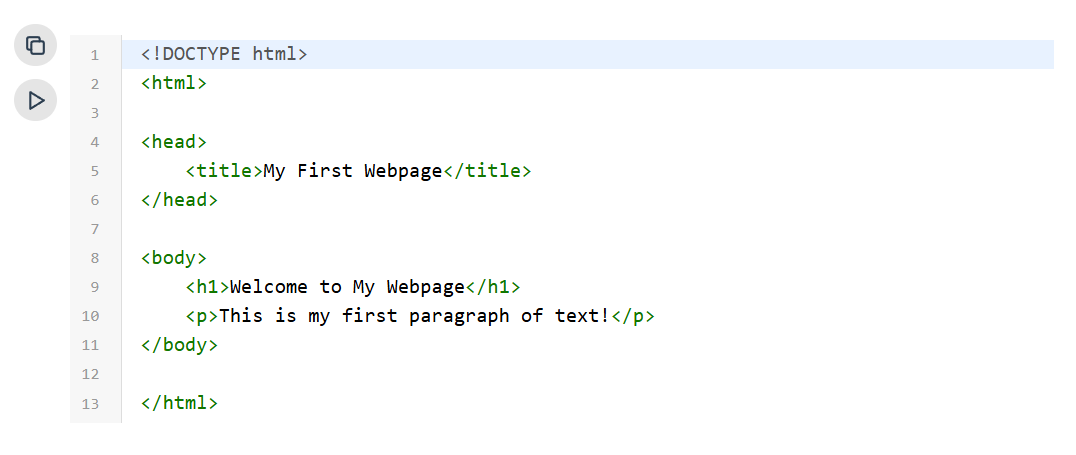 1 <!DOCTYPE html>
2 <html>
3
4 <head>
5     <title>My First Webpage</title>
6 </head>
7
8 <body>
9     <h1>Welcome to My Webpage</h1>
10     <p>This is my first paragraph of text!</p>
11 </body>
12
13 </html>